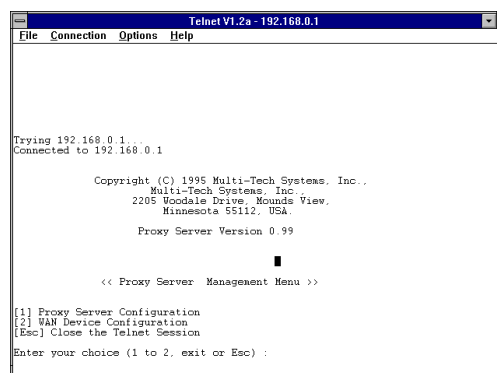 Telnet V1.2a - 192.168.0.1
File Connection Options Help
Trying 192.168.0.1...
Connected to 192.168.0.1
Copyright (C) 1995 Multi-Tech Systems, Inc.,
Multi-Tech Systems, Inc.,
2205 Woodale Drive, Mounds View,
Minnesota 55112, USA.
Proxy Server Version 0.99
<< Proxy Server Management Menu >>
[1] Proxy Server Configuration
[2] WAN Device Configuration
[Esc] Close the Telnet Session
Enter your choice (1 to 2, exit or Esc) :